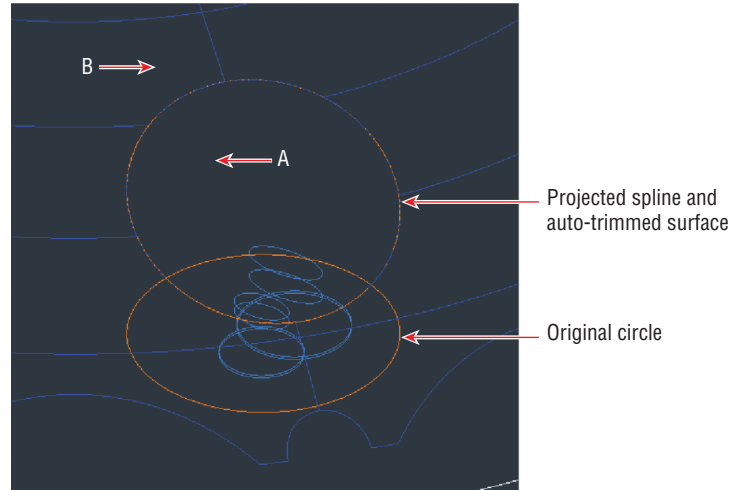 B
A
Projected spline and
auto-trimmed surface
Original circle